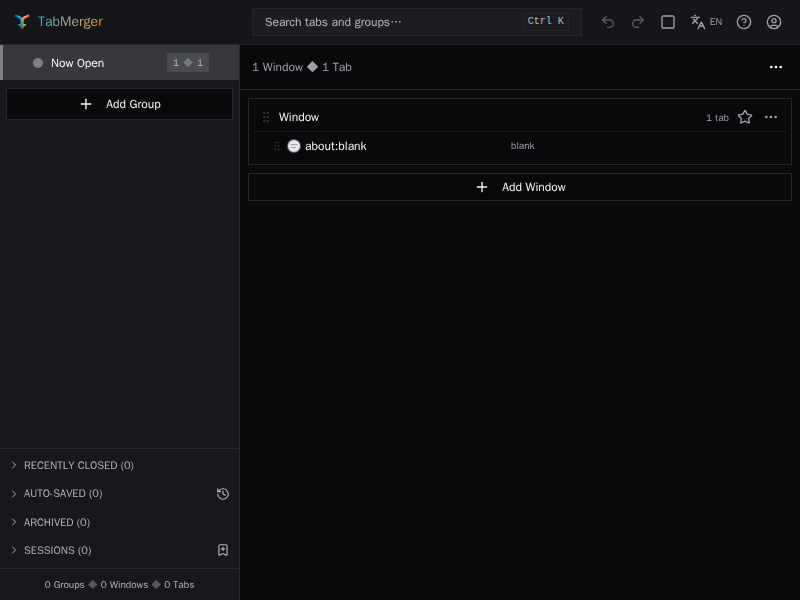 TabMerger
Search tabs and groups⋯ Ctrl K
EN
Now Open 1 ◆ 1
Add Group
1 Window ◆ 1 Tab
Window 1 tab
about:blank blank
Add Window
RECENTLY CLOSED (0)
AUTO-SAVED (0)
ARCHIVED (0)
SESSIONS (0)
0 Groups ◆ 0 Windows ◆ 0 Tabs